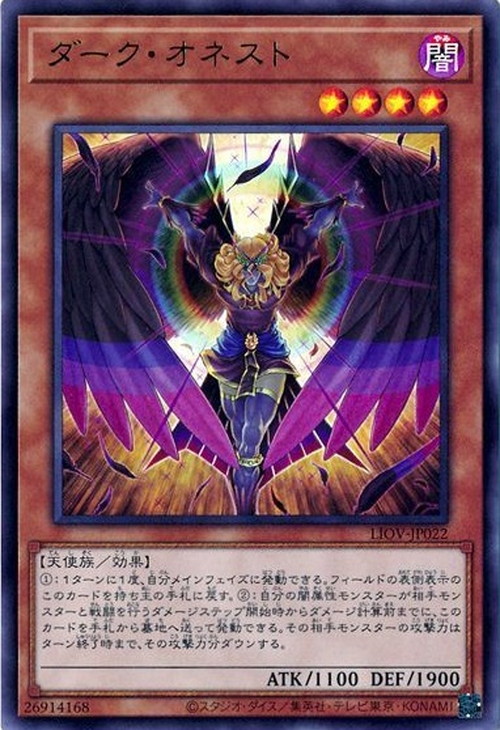 ダーク・オネスト
闇
LIOV-JP022
【天使族/効果】
①:1ターンに1度、自分メインフェイズに発動できる。フィールドの表側表示の
このカードを持ち主の手札に戻す。②:自分の闇属性モンスターが相手モン
スターと戦闘を行うダメージステップ開始時からダメージ計算前までに、この
カードを手札から墓地へ送って発動できる。その相手モンスターの攻撃力は
ターン終了時まで、その攻撃力分ダウンする。
ATK/1100 DEF/1900
26914168 ©スタジオ・ダイス/集英社・テレビ東京・KONAMI